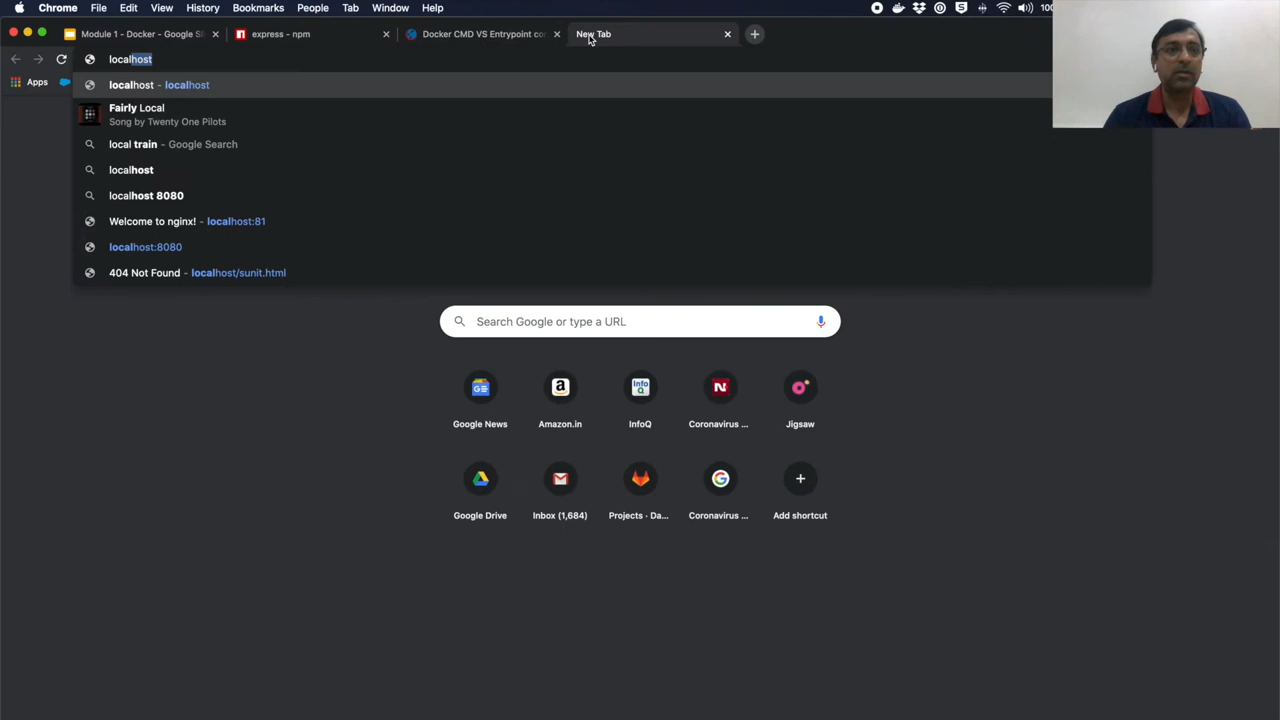 Chrome File Edit View History Bookmarks People Tab Window Help
Module 1 - Docker - Google Sl
express - npm
Docker CMD VS Entrypoint co
New Tab
localhost
Apps
localhost - localhost
Fairly Local
Song by Twenty One Pilots
local train - Google Search
localhost
localhost 8080
Welcome to nginx! - localhost:81
localhost:8080
404 Not Found - localhost/sunit.html
Search Google or type a URL
Google News
Amazon.in
InfoQ
Coronavirus ...
Jigsaw
Google Drive
Inbox (1,684)
Projects · Da...
Coronavirus ...
Add shortcut